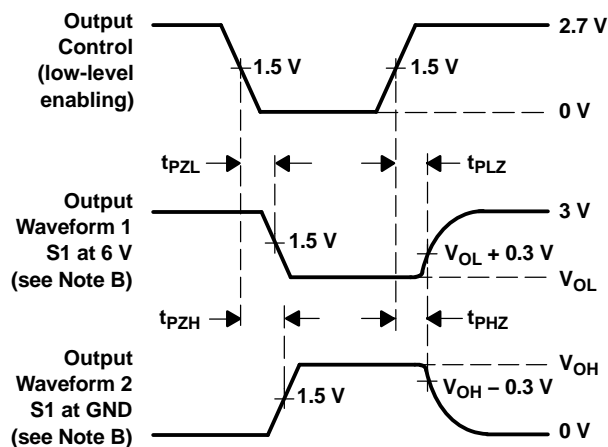 Output
Control
(low-level
enabling)
2.7 V
1.5 V
1.5 V
0 V
tPZL
tPLZ
Output
Waveform 1
S1 at 6 V
(see Note B)
3 V
1.5 V
VOL + 0.3 V
VOL
tPZH
tPHZ
Output
Waveform 2
S1 at GND
(see Note B)
VOH
1.5 V
VOH – 0.3 V
0 V